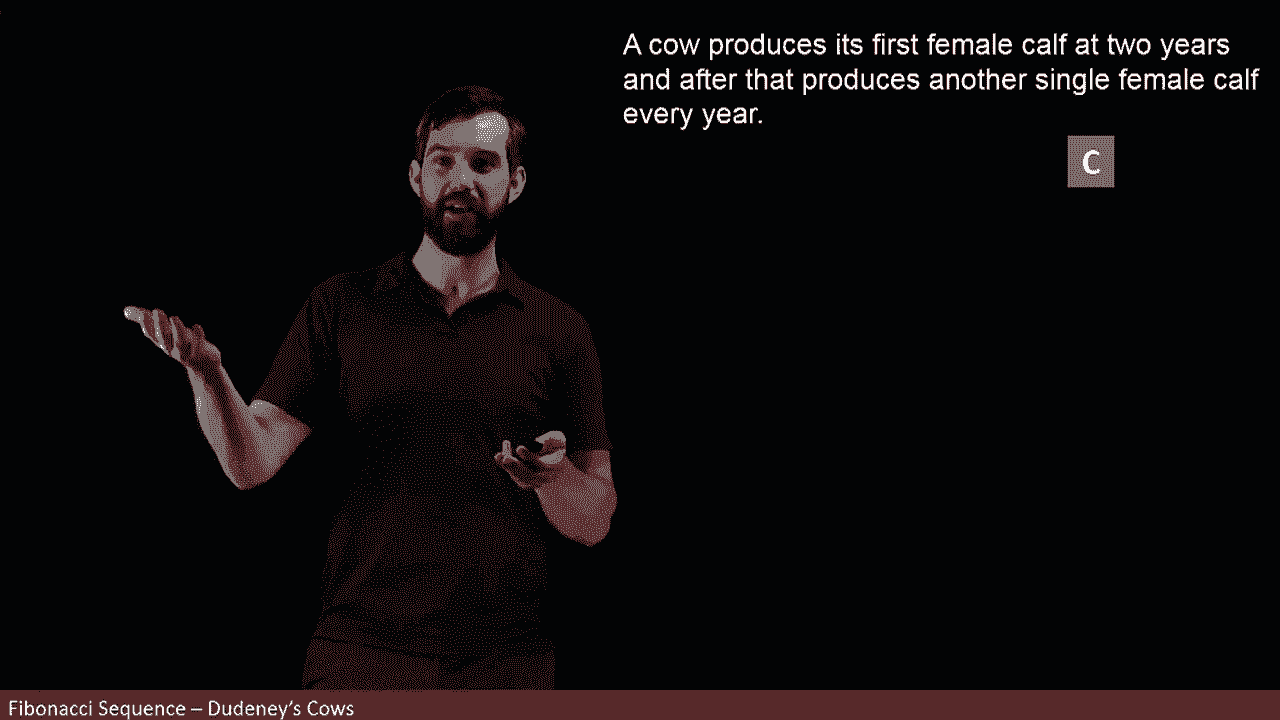 A cow produces its first female calf at two years
and after that produces another single female calf
every year.
C
Fibonacci Sequence – Dudeney’s Cows